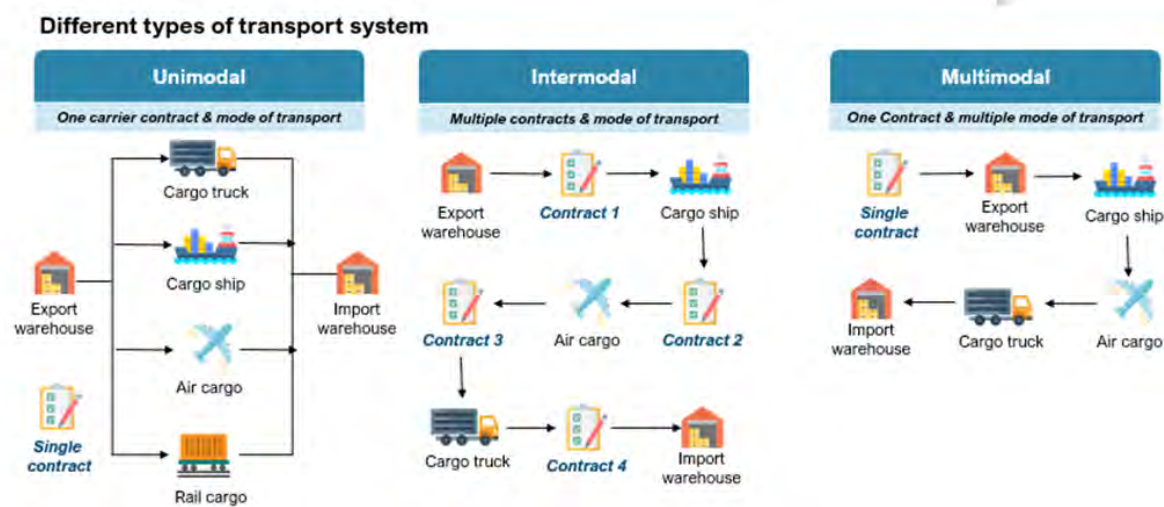 Different types of transport system
Unimodal
One carrier contract & mode of transport
Cargo truck
Cargo ship
Export
warehouse
Import
warehouse
Air cargo
Single
contract
Rail cargo
Intermodal
Multiple contracts & mode of transport
Export
warehouse
Contract 1
Cargo ship
Contract 3
Air cargo
Contract 2
Cargo truck
Contract 4
Import
warehouse
Multimodal
One Contract & multiple mode of transport
Single
contract
Export
warehouse
Cargo ship
Import
warehouse
Cargo truck
Air cargo